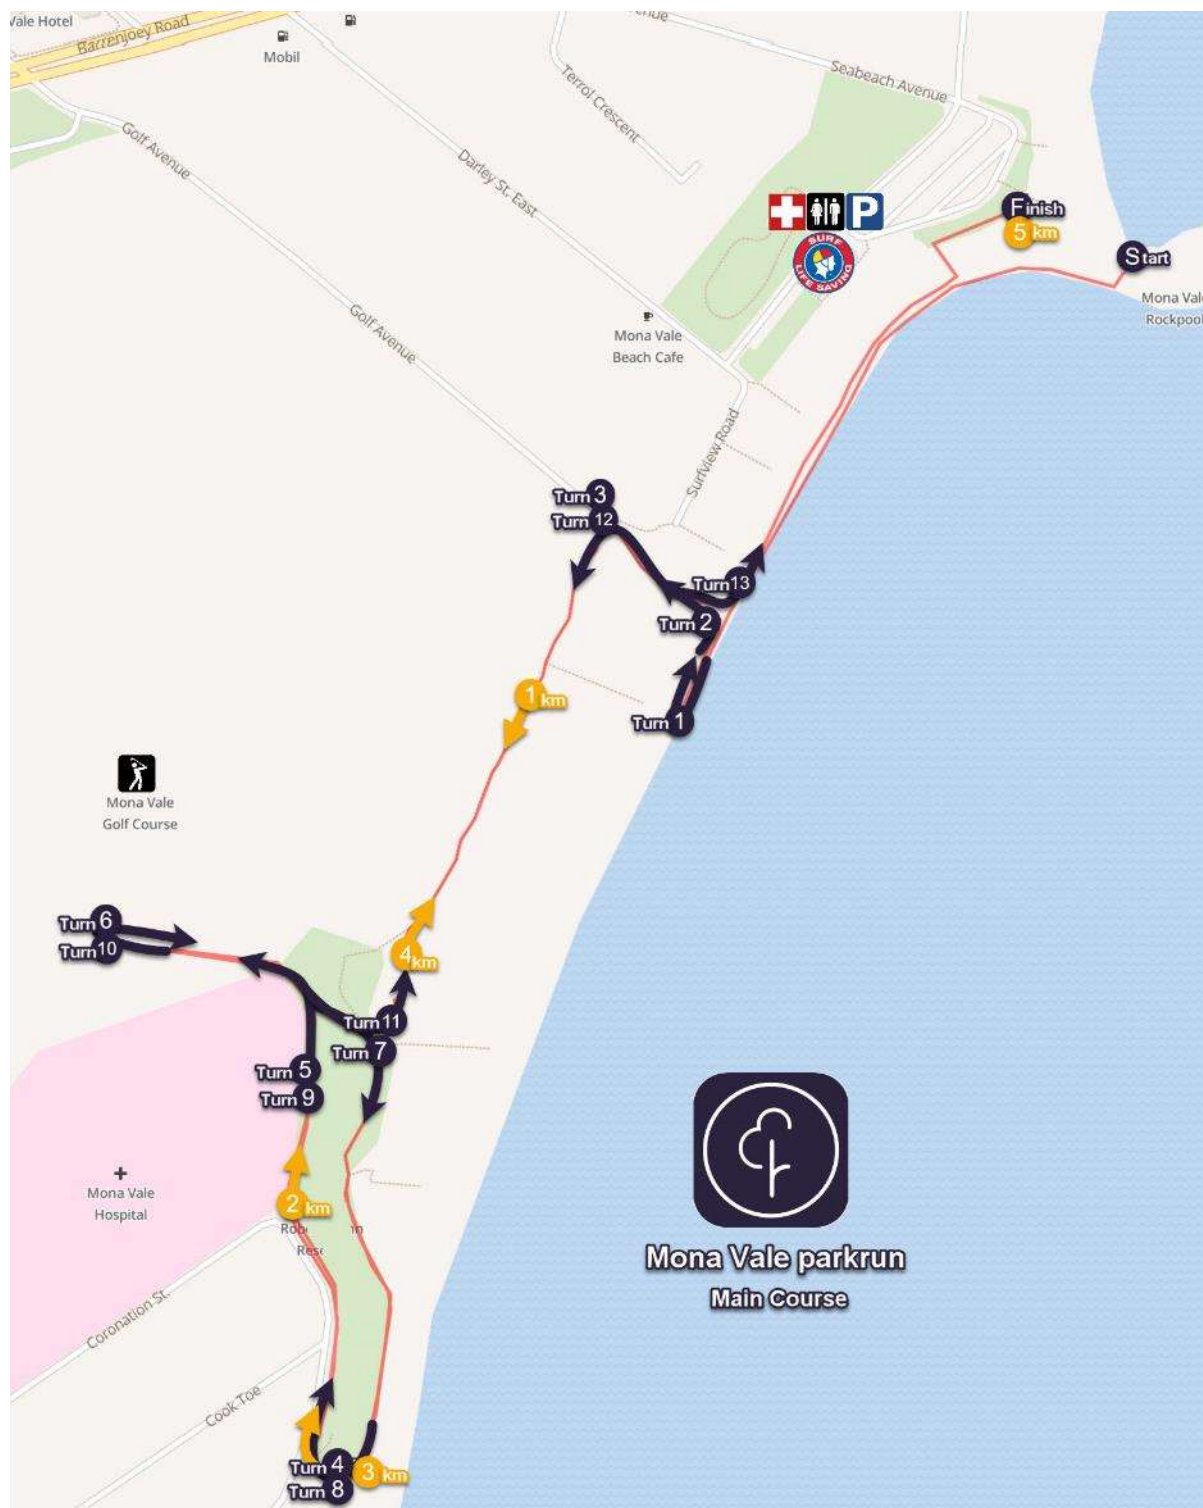 Vale Hotel
Barrenjoey Road
Mobil
Terrol Crescent
Seabeach Avenue
Golf Avenue
Darley St. East
P
Finish
5 km
SURF
LIFE SAVING
Start
Mona Vale
Rockpool
Golf Avenue
Mona Vale
Beach Cafe
Surfview Road
Turn 3
Turn 12
Turn 13
Turn 2
1 km
Turn 1
Mona Vale
Golf Course
Turn 6
Turn 10
4 km
Turn 11
Turn 7
Turn 5
Turn 9
Mona Vale
Hospital
2 km
Mona Vale parkrun
Main Course
Coronation St.
Cook Toe
Turn 4
3 km
Turn 8